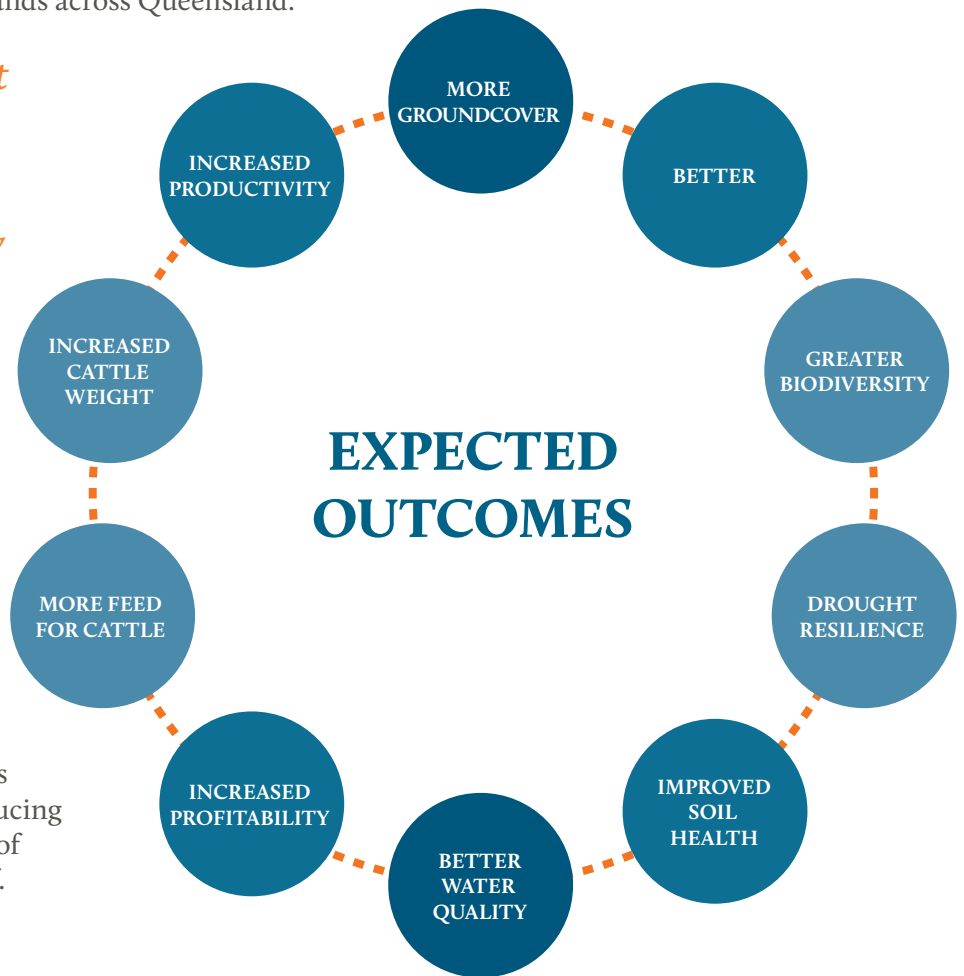 ands across Queensland.
t
y
MORE
GROUNDCOVER
BETTER
GREATER
BIODIVERSITY
DROUGHT
RESILIENCE
IMPROVED
SOIL
HEALTH
BETTER
WATER
QUALITY
INCREASED
PROFITABILITY
MORE FEED
FOR CATTLE
INCREASED
CATTLE
WEIGHT
INCREASED
PRODUCTIVITY
EXPECTED
OUTCOMES
s
ucing
of